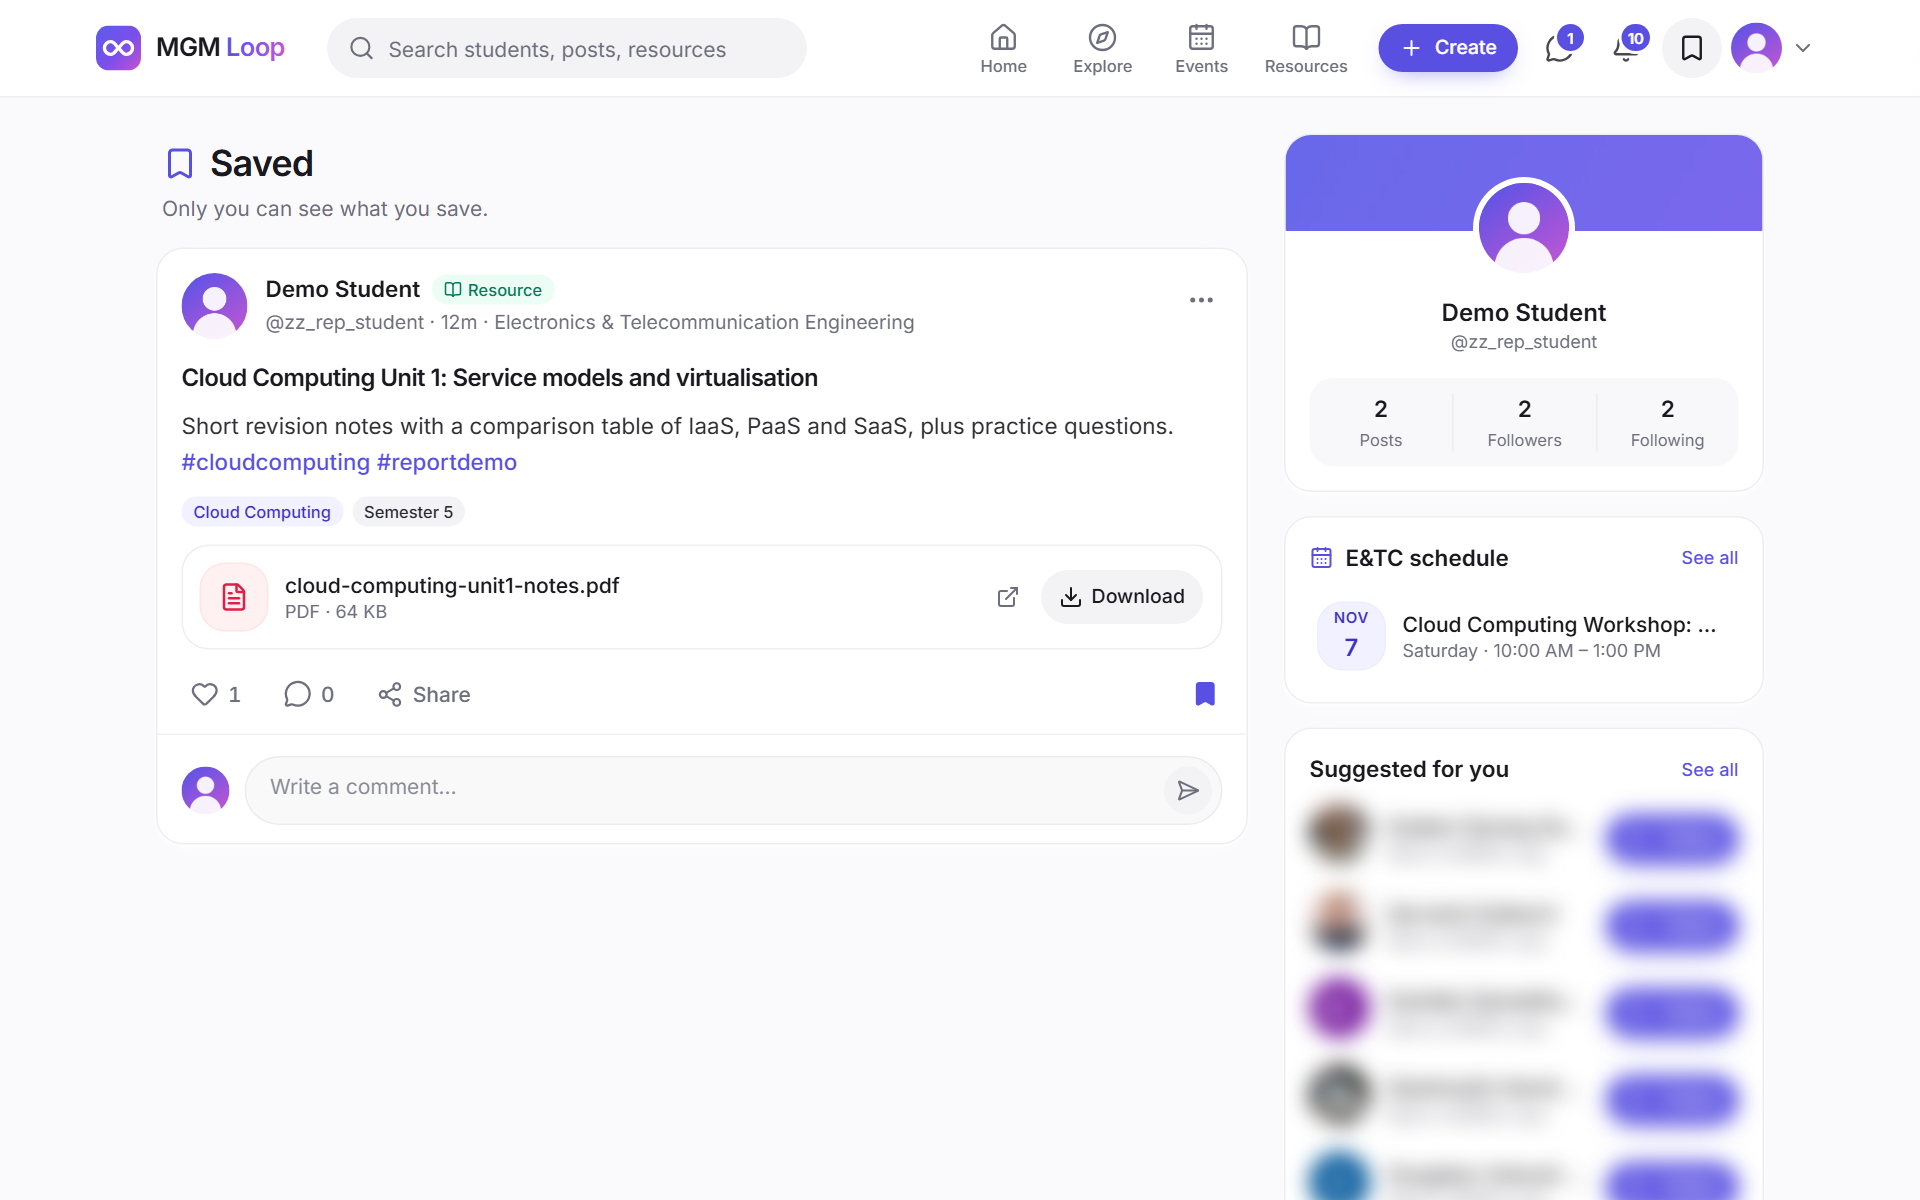 MGM Loop
Search students, posts, resources
Home
Explore
Events
Resources
Create
1
10
Saved
Only you can see what you save.
Demo Student
Resource
@zz_rep_student · 12m · Electronics & Telecommunication Engineering
Cloud Computing Unit 1: Service models and virtualisation
Short revision notes with a comparison table of IaaS, PaaS and SaaS, plus practice questions.
#cloudcomputing #reportdemo
Cloud Computing
Semester 5
cloud-computing-unit1-notes.pdf
PDF · 64 KB
Download
1
0
Share
Write a comment...
Demo Student
@zz_rep_student
2
Posts
2
Followers
2
Following
E&TC schedule
See all
NOV
7
Cloud Computing Workshop: ...
Saturday · 10:00 AM – 1:00 PM
Suggested for you
See all